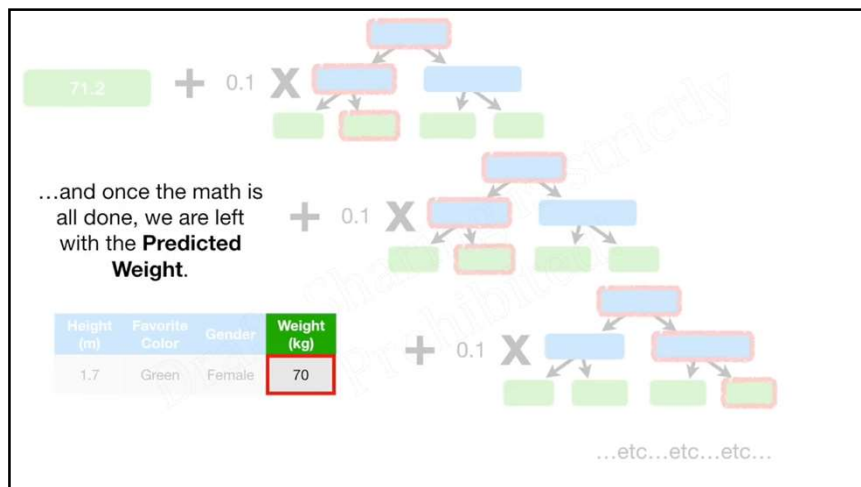 71.2 + 0.1 X
…and once the math is
all done, we are left
with the Predicted
Weight.
+ 0.1 X
Height (m) Favorite Color Gender Weight (kg)
1.7 Green Female 70
+ 0.1 X
…etc…etc…etc…